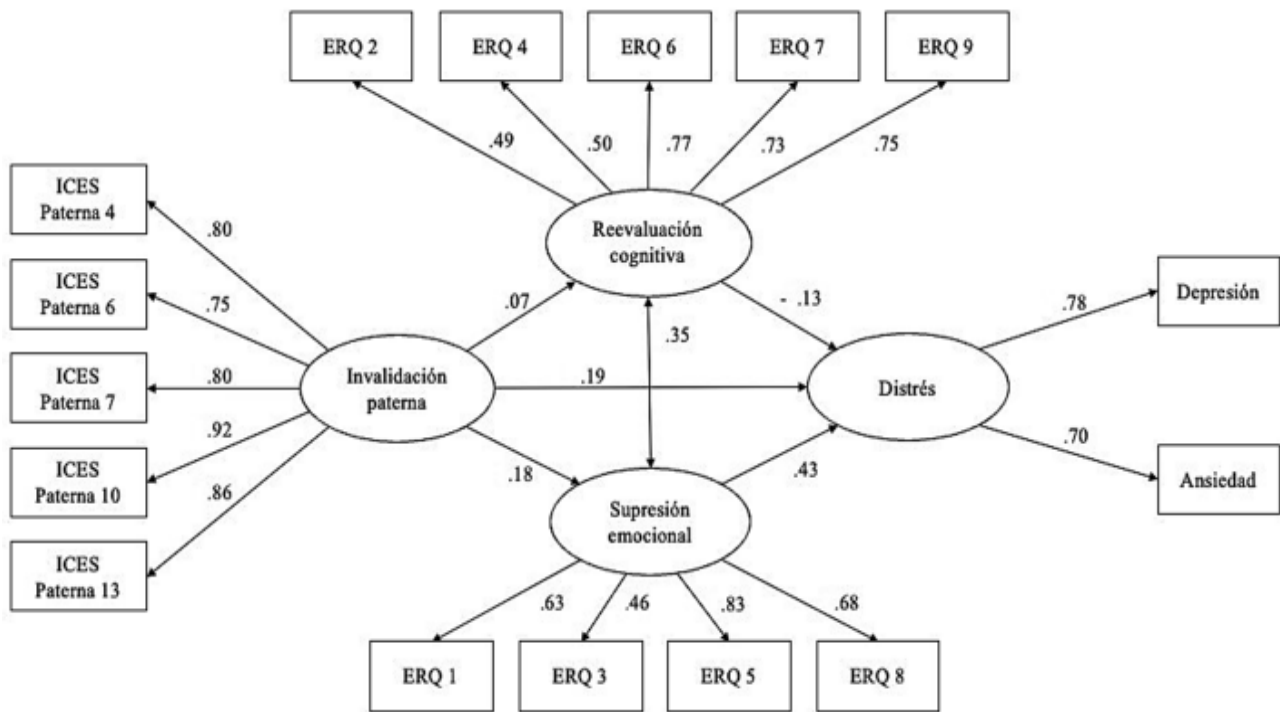 ERQ 2
ERQ 4
ERQ 6
ERQ 7
ERQ 9
.49
.50
.77
.73
.75
ICES
Paterna 4
ICES
Paterna 6
ICES
Paterna 7
ICES
Paterna 10
ICES
Paterna 13
.80
.75
.80
.92
.86
Invalidación
paterna
Reevaluación
cognitiva
.07
- .13
.35
.19
.18
.43
Supresión
emocional
Distrés
.78
.70
Depresión
Ansiedad
.63
.46
.83
.68
ERQ 1
ERQ 3
ERQ 5
ERQ 8